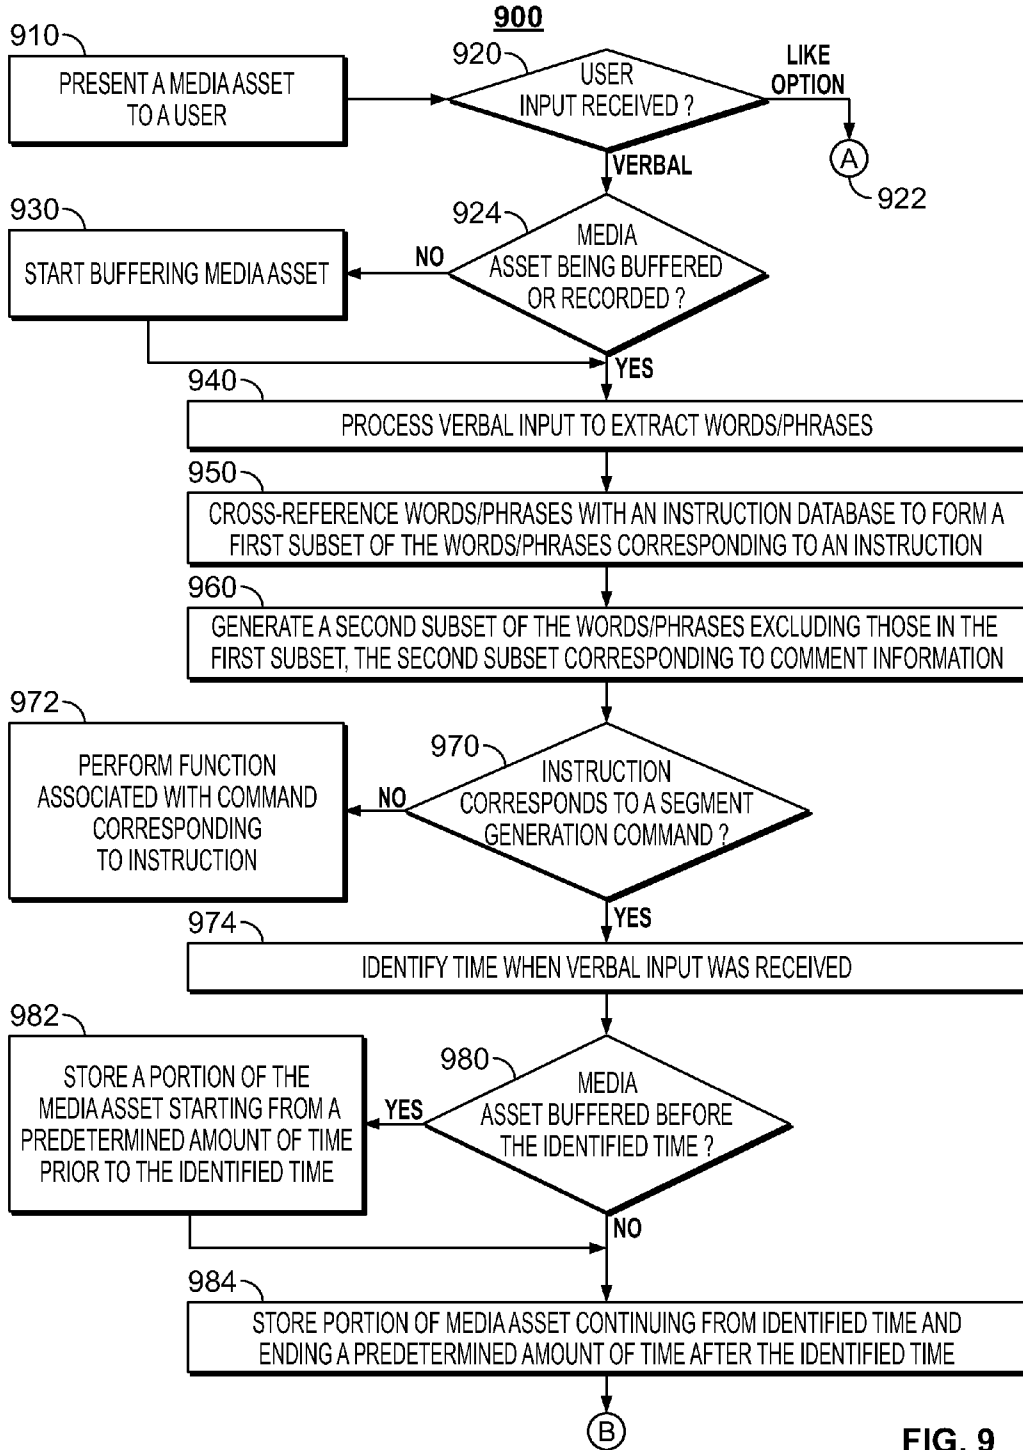 900
910
PRESENT A MEDIA ASSET
TO A USER
920
USER
INPUT RECEIVED ?
LIKE
OPTION
A
922
VERBAL
930
START BUFFERING MEDIA ASSET
NO
924
MEDIA
ASSET BEING BUFFERED
OR RECORDED ?
YES
940
PROCESS VERBAL INPUT TO EXTRACT WORDS/PHRASES
950
CROSS-REFERENCE WORDS/PHRASES WITH AN INSTRUCTION DATABASE TO FORM A
FIRST SUBSET OF THE WORDS/PHRASES CORRESPONDING TO AN INSTRUCTION
960
GENERATE A SECOND SUBSET OF THE WORDS/PHRASES EXCLUDING THOSE IN THE
FIRST SUBSET, THE SECOND SUBSET CORRESPONDING TO COMMENT INFORMATION
972
PERFORM FUNCTION
ASSOCIATED WITH COMMAND
CORRESPONDING
TO INSTRUCTION
NO
970
INSTRUCTION
CORRESPONDS TO A SEGMENT
GENERATION COMMAND ?
YES
974
IDENTIFY TIME WHEN VERBAL INPUT WAS RECEIVED
982
STORE A PORTION OF THE
MEDIA ASSET STARTING FROM A
PREDETERMINED AMOUNT OF TIME
PRIOR TO THE IDENTIFIED TIME
YES
980
MEDIA
ASSET BUFFERED BEFORE
THE IDENTIFIED TIME ?
NO
984
STORE PORTION OF MEDIA ASSET CONTINUING FROM IDENTIFIED TIME AND
ENDING A PREDETERMINED AMOUNT OF TIME AFTER THE IDENTIFIED TIME
B
FIG. 9